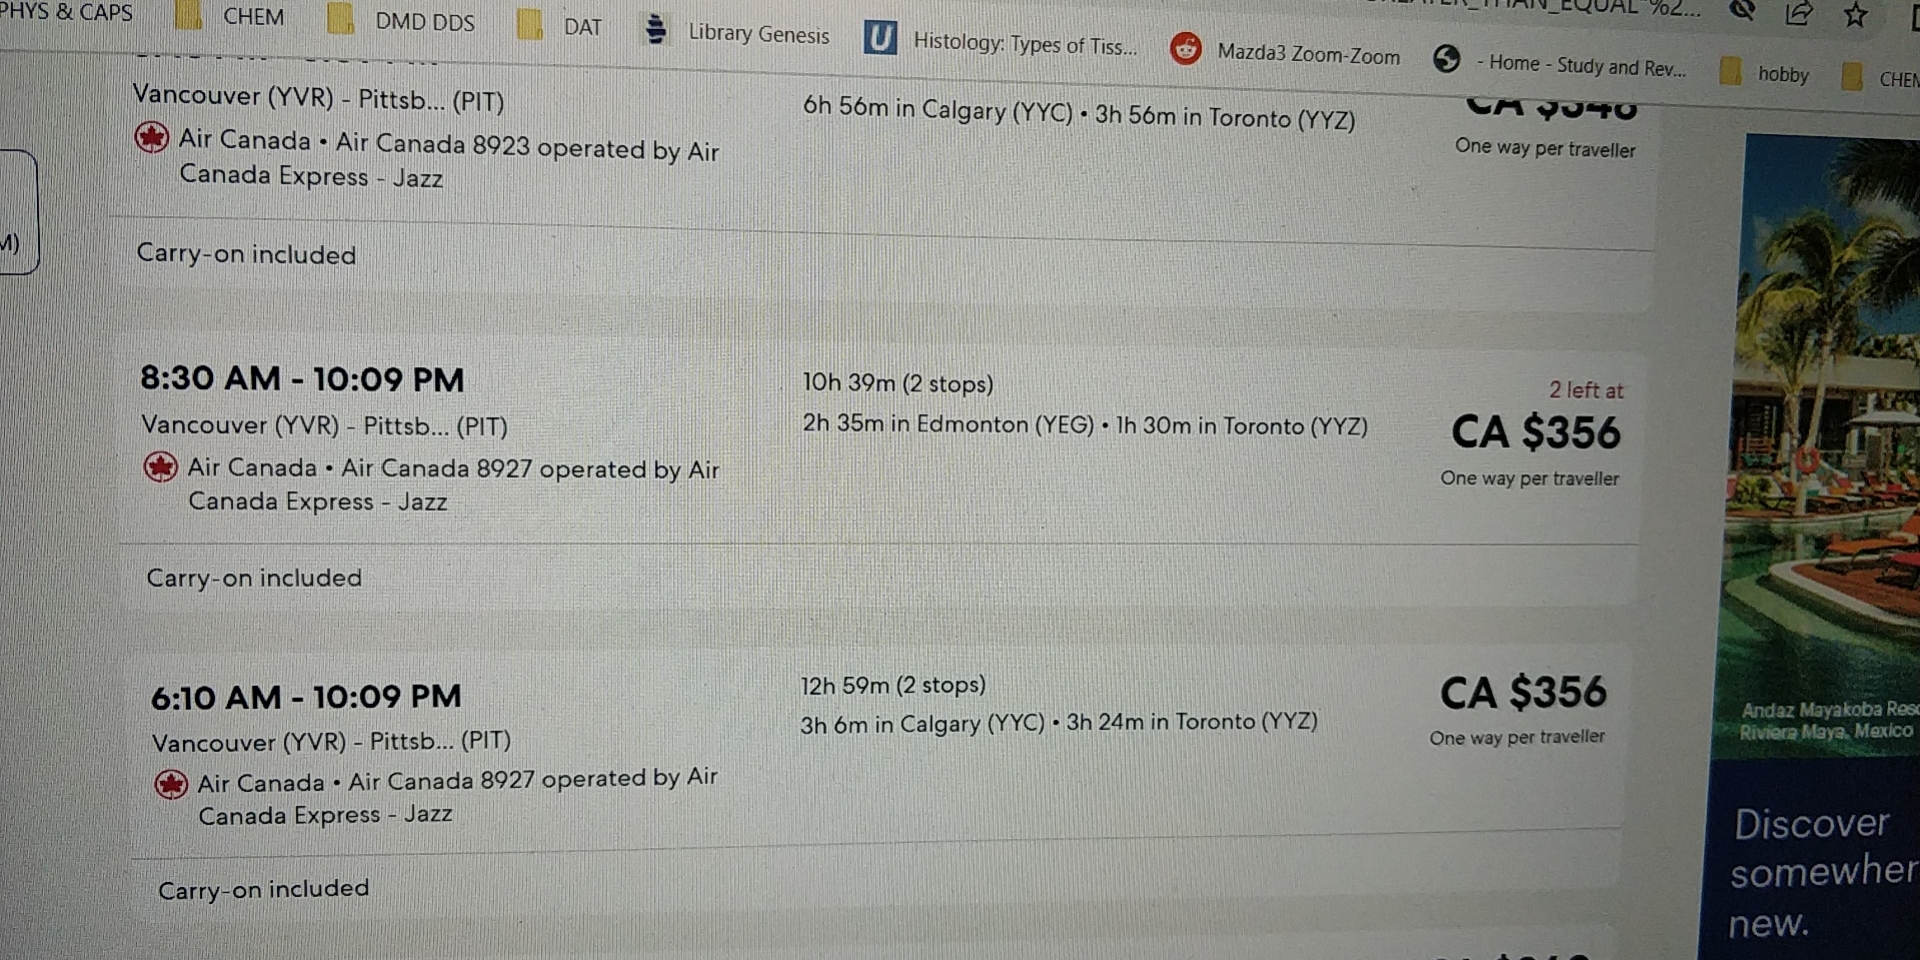 PHYS & CAPS
CHEM
DMD DDS
DAT
Library Genesis
U
Histology: Types of Tiss...
Mazda3 Zoom-Zoom
- Home - Study and Rev...
hobby
CHEM
Vancouver (YVR) - Pittsb... (PIT)
6h 56m in Calgary (YYC) • 3h 56m in Toronto (YYZ)
One way per traveller
Air Canada • Air Canada 8923 operated by Air
Canada Express - Jazz
Carry-on included
8:30 AM - 10:09 PM
10h 39m (2 stops)
2 left at
Vancouver (YVR) - Pittsb... (PIT)
2h 35m in Edmonton (YEG) • 1h 30m in Toronto (YYZ)
CA $356
One way per traveller
Air Canada • Air Canada 8927 operated by Air
Canada Express - Jazz
Carry-on included
6:10 AM - 10:09 PM
12h 59m (2 stops)
CA $356
Vancouver (YVR) - Pittsb... (PIT)
3h 6m in Calgary (YYC) • 3h 24m in Toronto (YYZ)
One way per traveller
Air Canada • Air Canada 8927 operated by Air
Canada Express - Jazz
Carry-on included
Andaz Mayakoba Reso
Riviera Maya, Mexico
Discover
somewher
new.